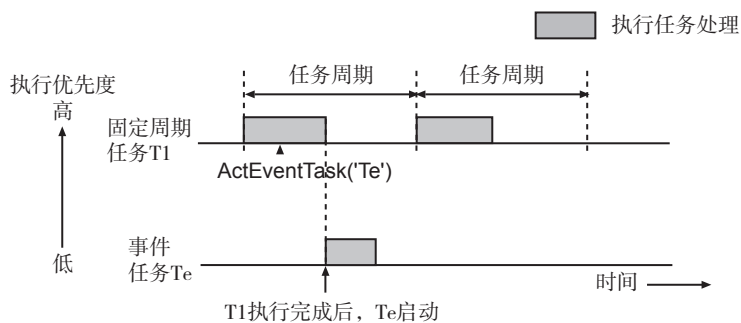 执行任务处理
执行优先度
高
任务周期
任务周期
固定周期
任务T1
ActEventTask('Te')
低
事件
任务Te
时间
T1执行完成后，Te启动